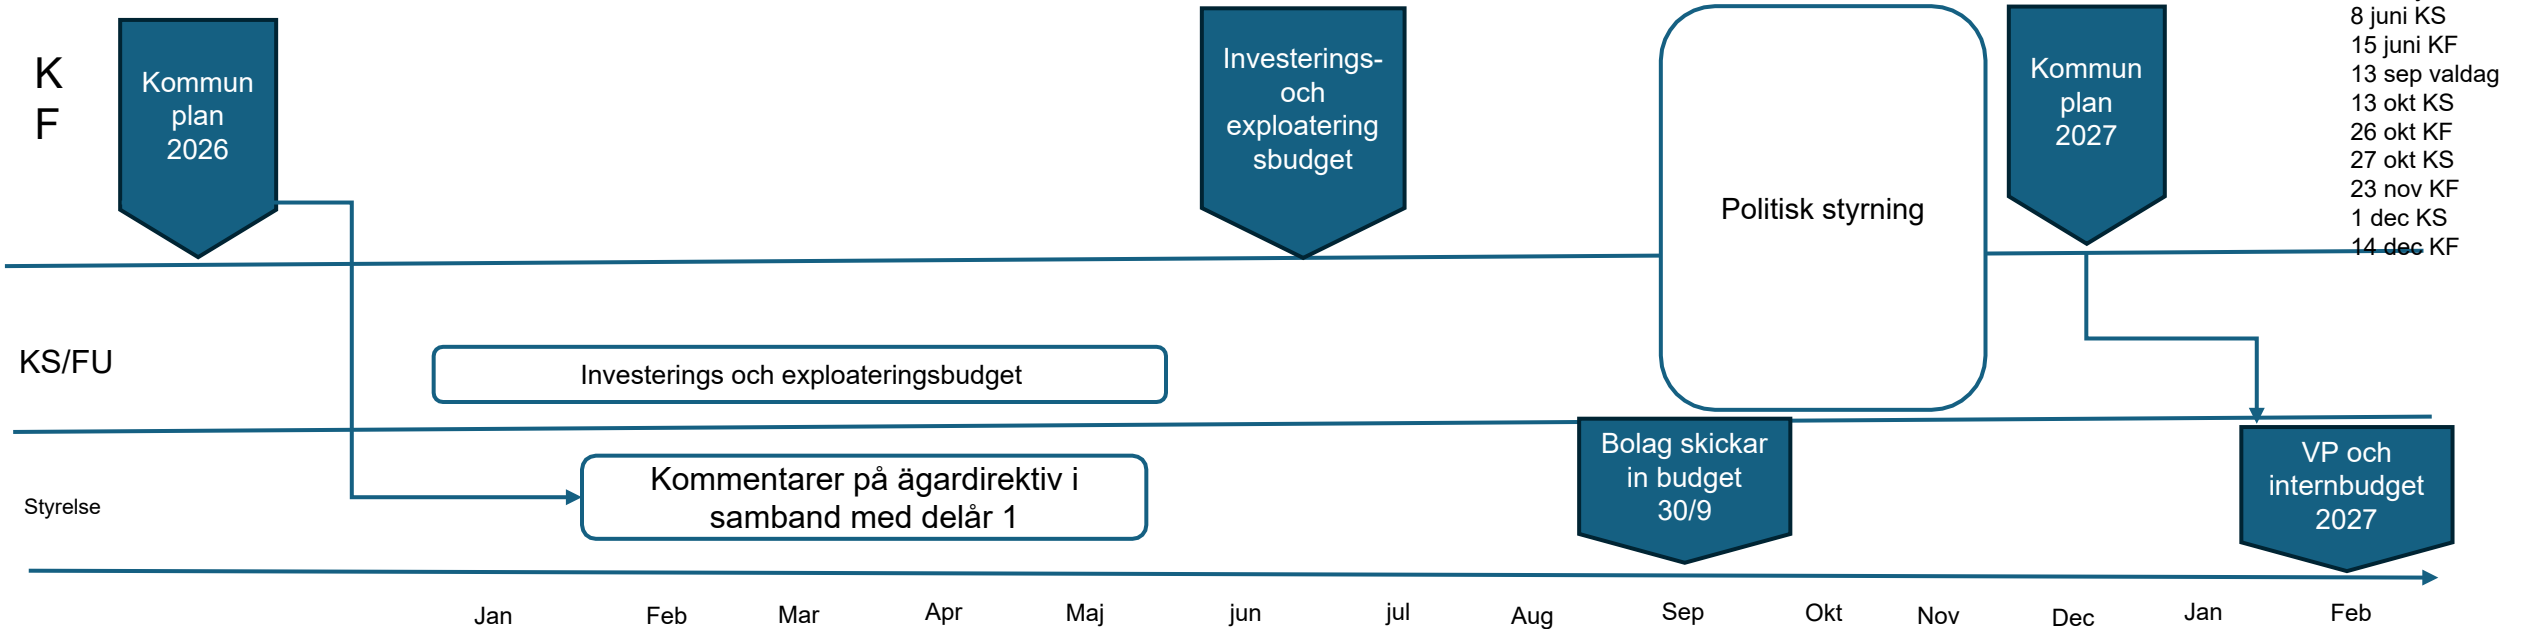 K
F
Kommun
plan
2026
Investerings-
och
exploatering
sbudget
Politisk styrning
Kommun
plan
2027
8 juni KS
15 juni KF
13 sep valdag
13 okt KS
26 okt KF
27 okt KS
23 nov KF
1 dec KS
14 dec KF
KS/FU
Investerings och exploateringsbudget
Styrelse
Kommentarer på ägardirektiv i
samband med delår 1
Bolag skickar
in budget
30/9
VP och
internbudget
2027
Jan Feb Mar Apr Maj jun jul Aug Sep Okt Nov Dec Jan Feb